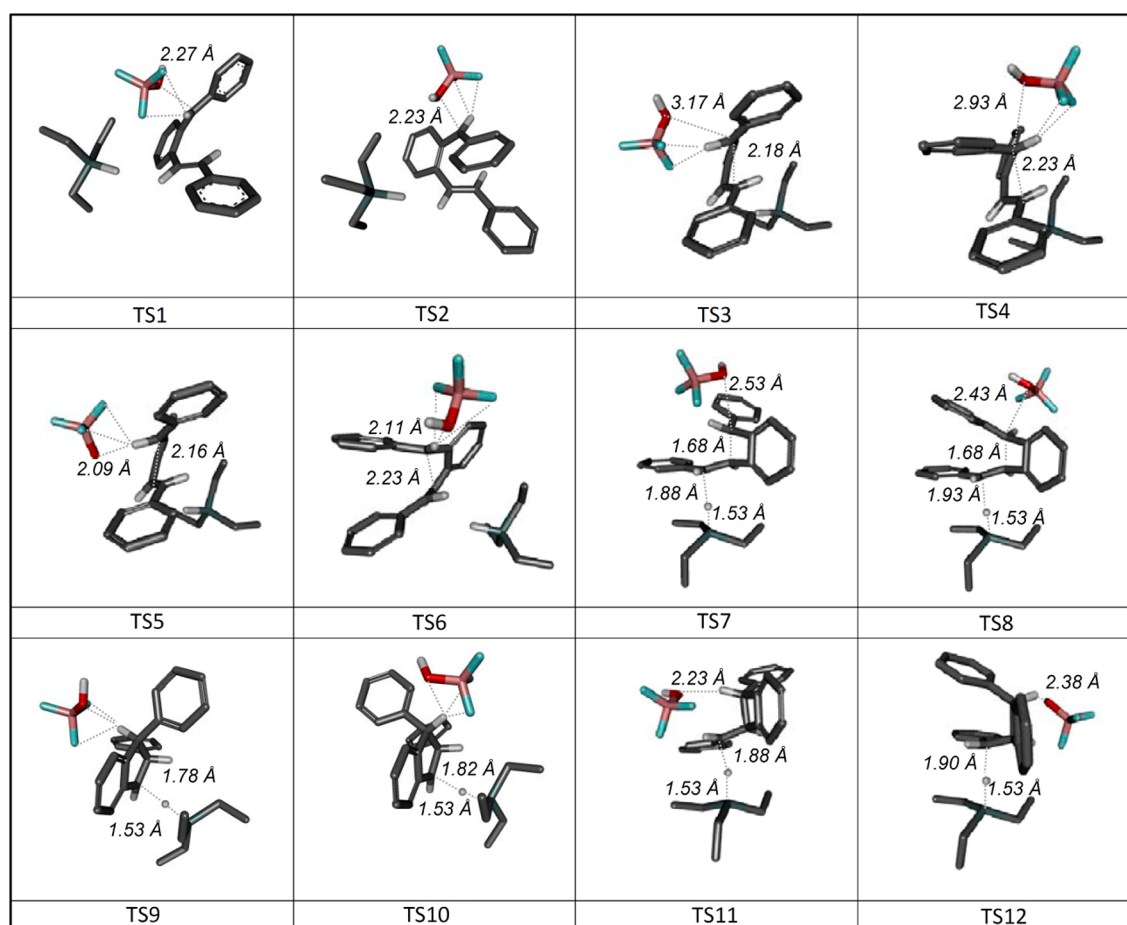 2.27 Å
TS1
2.23 Å
TS2
3.17 Å
2.18 Å
TS3
2.93 Å
2.23 Å
TS4
2.09 Å
2.16 Å
TS5
2.11 Å
2.23 Å
TS6
2.53 Å
1.68 Å
1.88 Å
1.53 Å
TS7
2.43 Å
1.68 Å
1.93 Å
1.53 Å
TS8
1.78 Å
1.53 Å
TS9
1.82 Å
1.53 Å
TS10
2.23 Å
1.88 Å
1.53 Å
TS11
2.38 Å
1.90 Å
1.53 Å
TS12